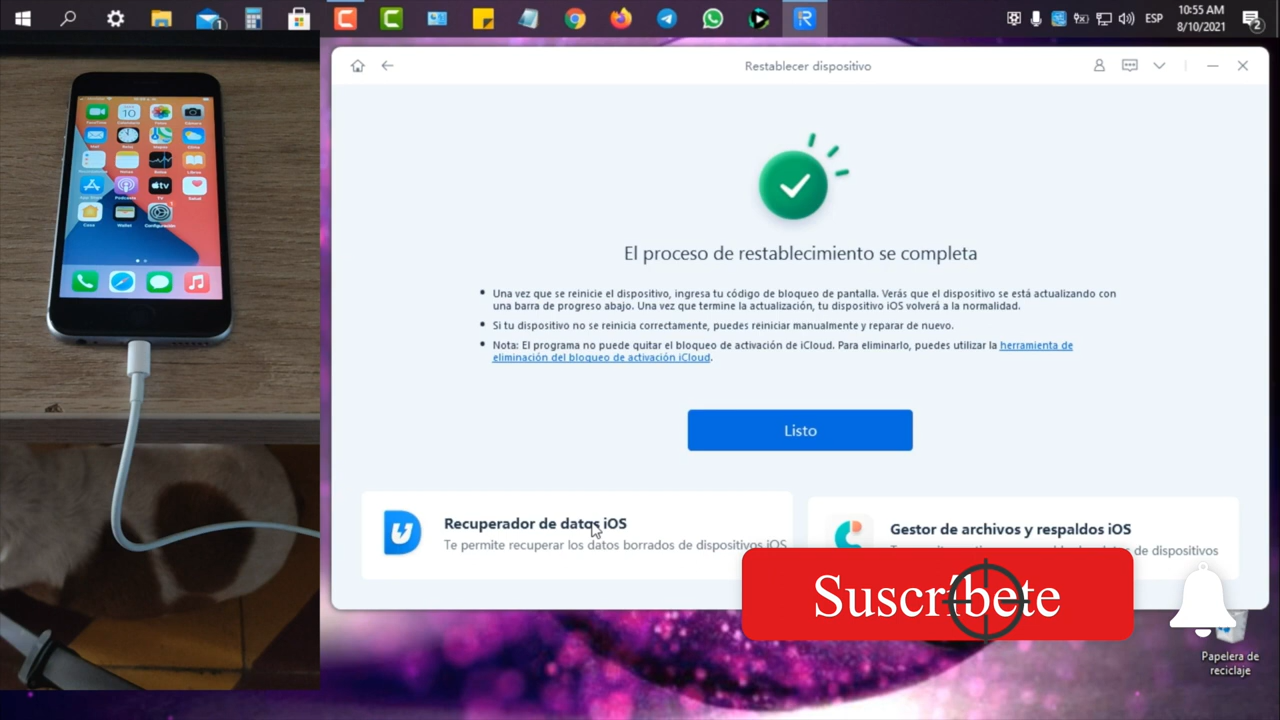 ESP
10:55 AM
8/10/2021
1
2
Restablecer dispositivo
El proceso de restablecimiento se completa
Una vez que se reinicie el dispositivo, ingresa tu código de bloqueo de pantalla. Verás que el dispositivo se está actualizando con
una barra de progreso abajo. Una vez que termine la actualización, tu dispositivo iOS volverá a la normalidad.
Si tu dispositivo no se reinicia correctamente, puedes reiniciar manualmente y reparar de nuevo.
Nota: El programa no puede quitar el bloqueo de activación de iCloud. Para eliminarlo, puedes utilizar la herramienta de
eliminación del bloqueo de activación iCloud.
Listo
Recuperador de datos iOS
Te permite recuperar los datos borrados de dispositivos iOS
Gestor de archivos y respaldos iOS
de dispositivos
Suscríbete
Papelera de
reciclaje
10
tv
Wallet
Configuración